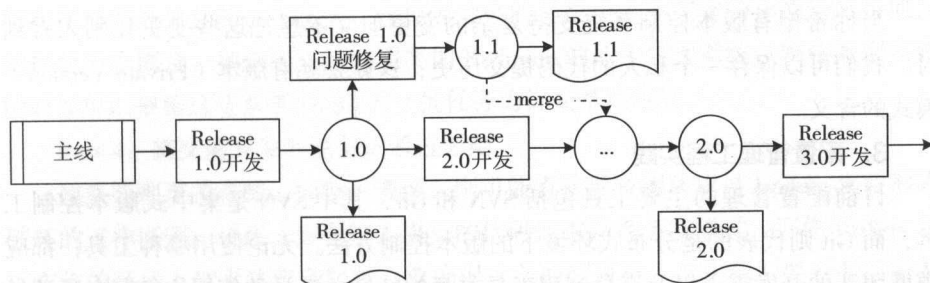 Release 1.0
问题修复
1.1
Release
1.1
merge
主线
Release
1.0开发
1.0
Release
2.0开发
...
2.0
Release
3.0开发
Release
1.0
Release
2.0